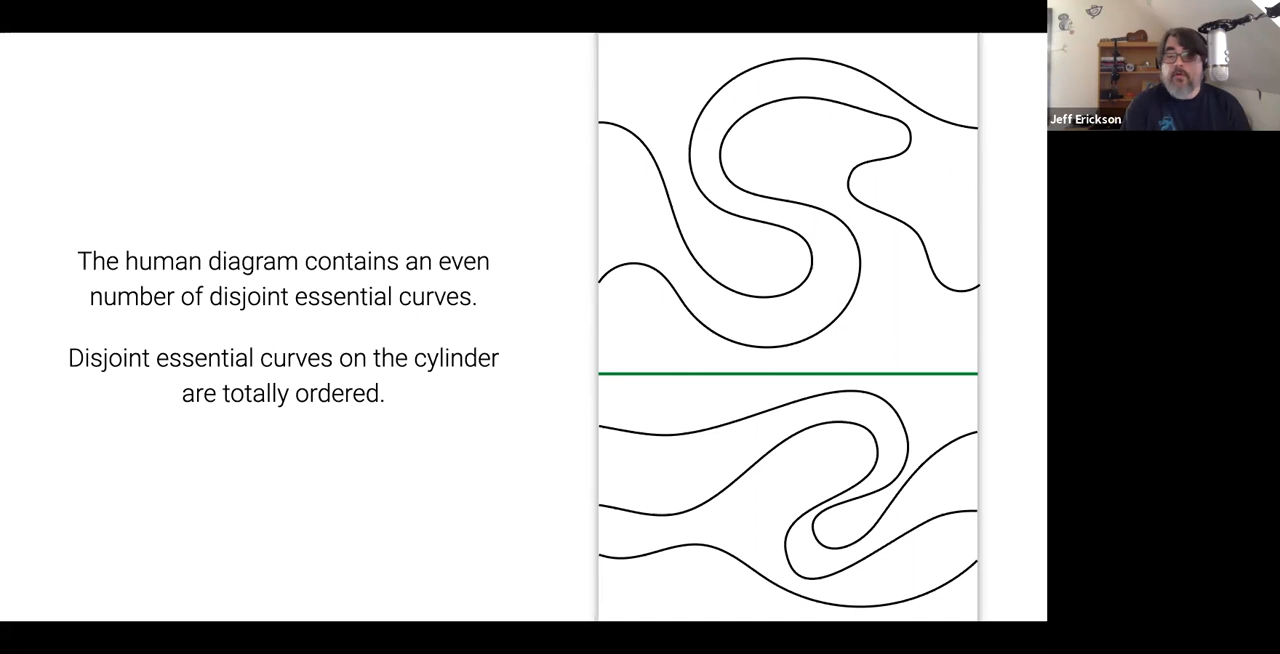 The human diagram contains an even
number of disjoint essential curves.
Disjoint essential curves on the cylinder
are totally ordered.
Jeff Erickson